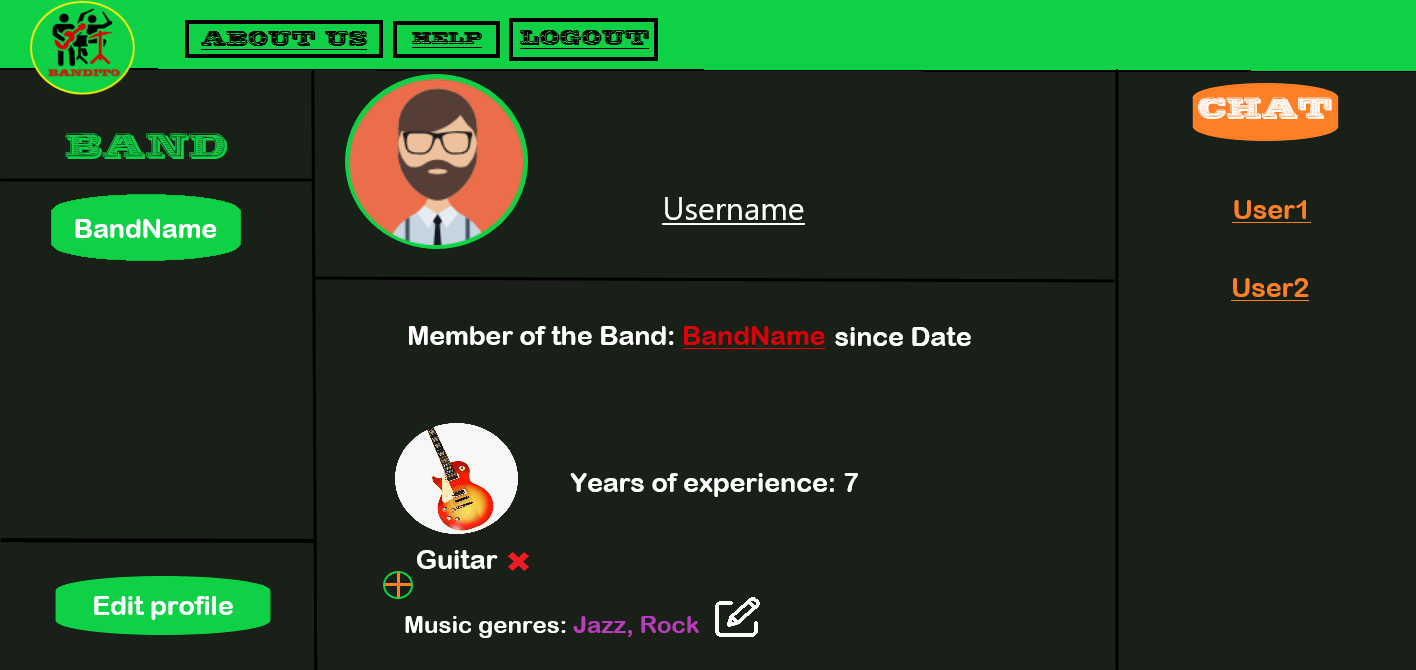 BANDITO
ABOUT US
HELP
LOGOUT
BAND
BandName
Edit profile
Username
Member of the Band: BandName since Date
Years of experience: 7
Guitar
Music genres: Jazz, Rock
CHAT
User1
User2